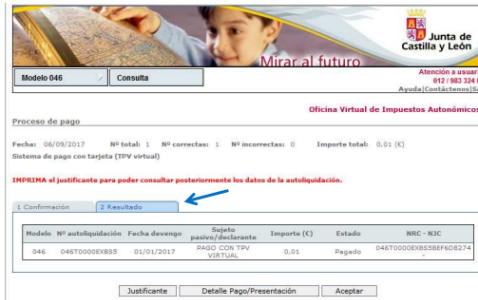 Junta de
Castilla y León
Mirar al futuro
Modelo 046
Consulta
Atención a usuar
012 / 983 324
Ayuda|Contáctenos|S
Oficina Virtual de Impuestos Autonómicos
Proceso de pago
Fecha: 06/09/2017 Nº total: 1 Nº correctas: 1 Nº incorrectas: 0 Importe total: 0,01 (€)
Sistema de pago con tarjeta (TPV virtual)
IMPRIMA el justificante para poder consultar posteriormente los datos de la autoliquidación.
1 Confirmación 2 Resultado
Modelo Nº autoliquidación Fecha devengo Sujeto pasivo/declarante Importe (€) Estado NRC - NJC
046 046T0000EXBS5 01/01/2017 PAGO CON TPV VIRTUAL 0,01 Pagado 046T0000EXBS5BEF6D8274 -
Justificante Detalle Pago/Presentación Aceptar